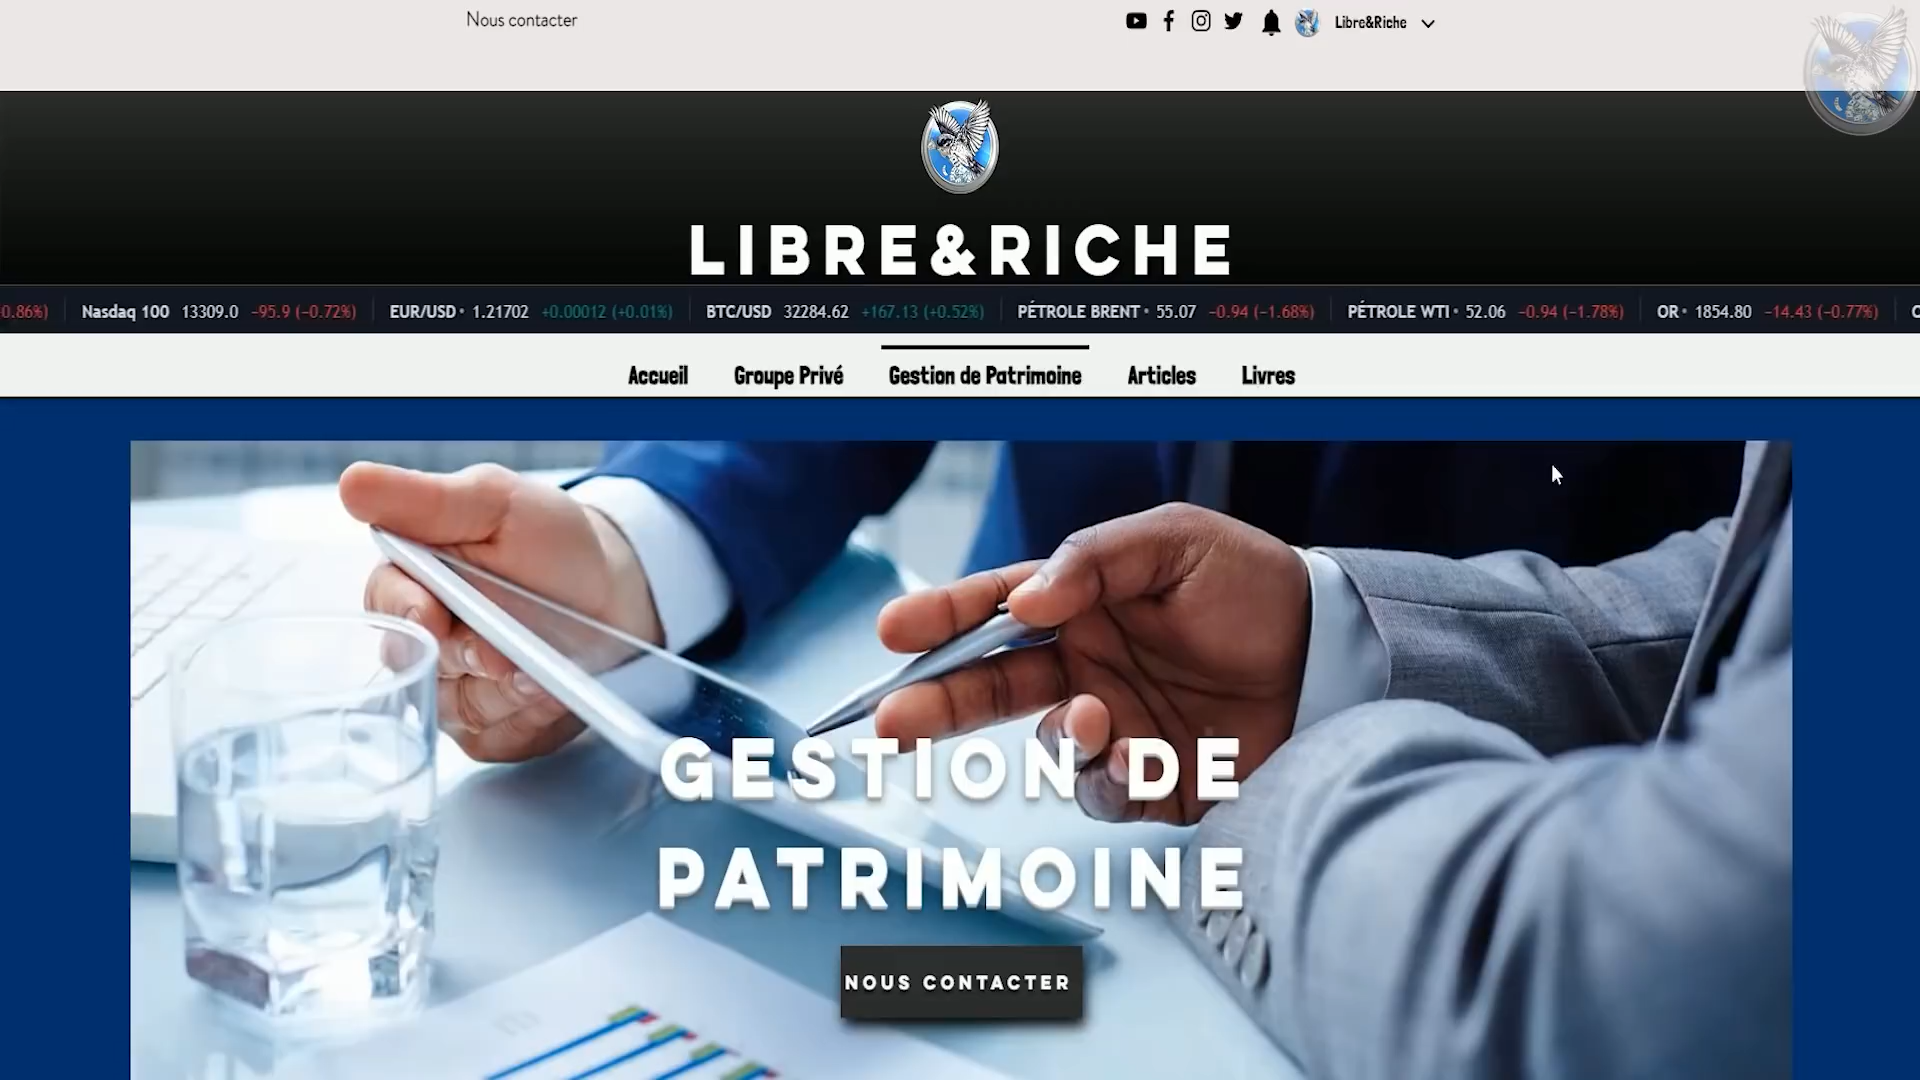 Nous contacter
Libre&Riche
LIBRE&RICHE
0.86%) Nasdaq 100 13309.0 −95.9 (−0.72%) EUR/USD 1.21702 +0.00012 (+0.01%) BTC/USD 32284.62 +167.13 (+0.52%) PÉTROLE BRENT 55.07 −0.94 (−1.68%) PÉTROLE WTI 52.06 −0.94 (−1.78%) OR 1854.80 −14.43 (−0.77%)
Accueil Groupe Privé Gestion de Patrimoine Articles Livres
GESTION DE
PATRIMOINE
NOUS CONTACTER